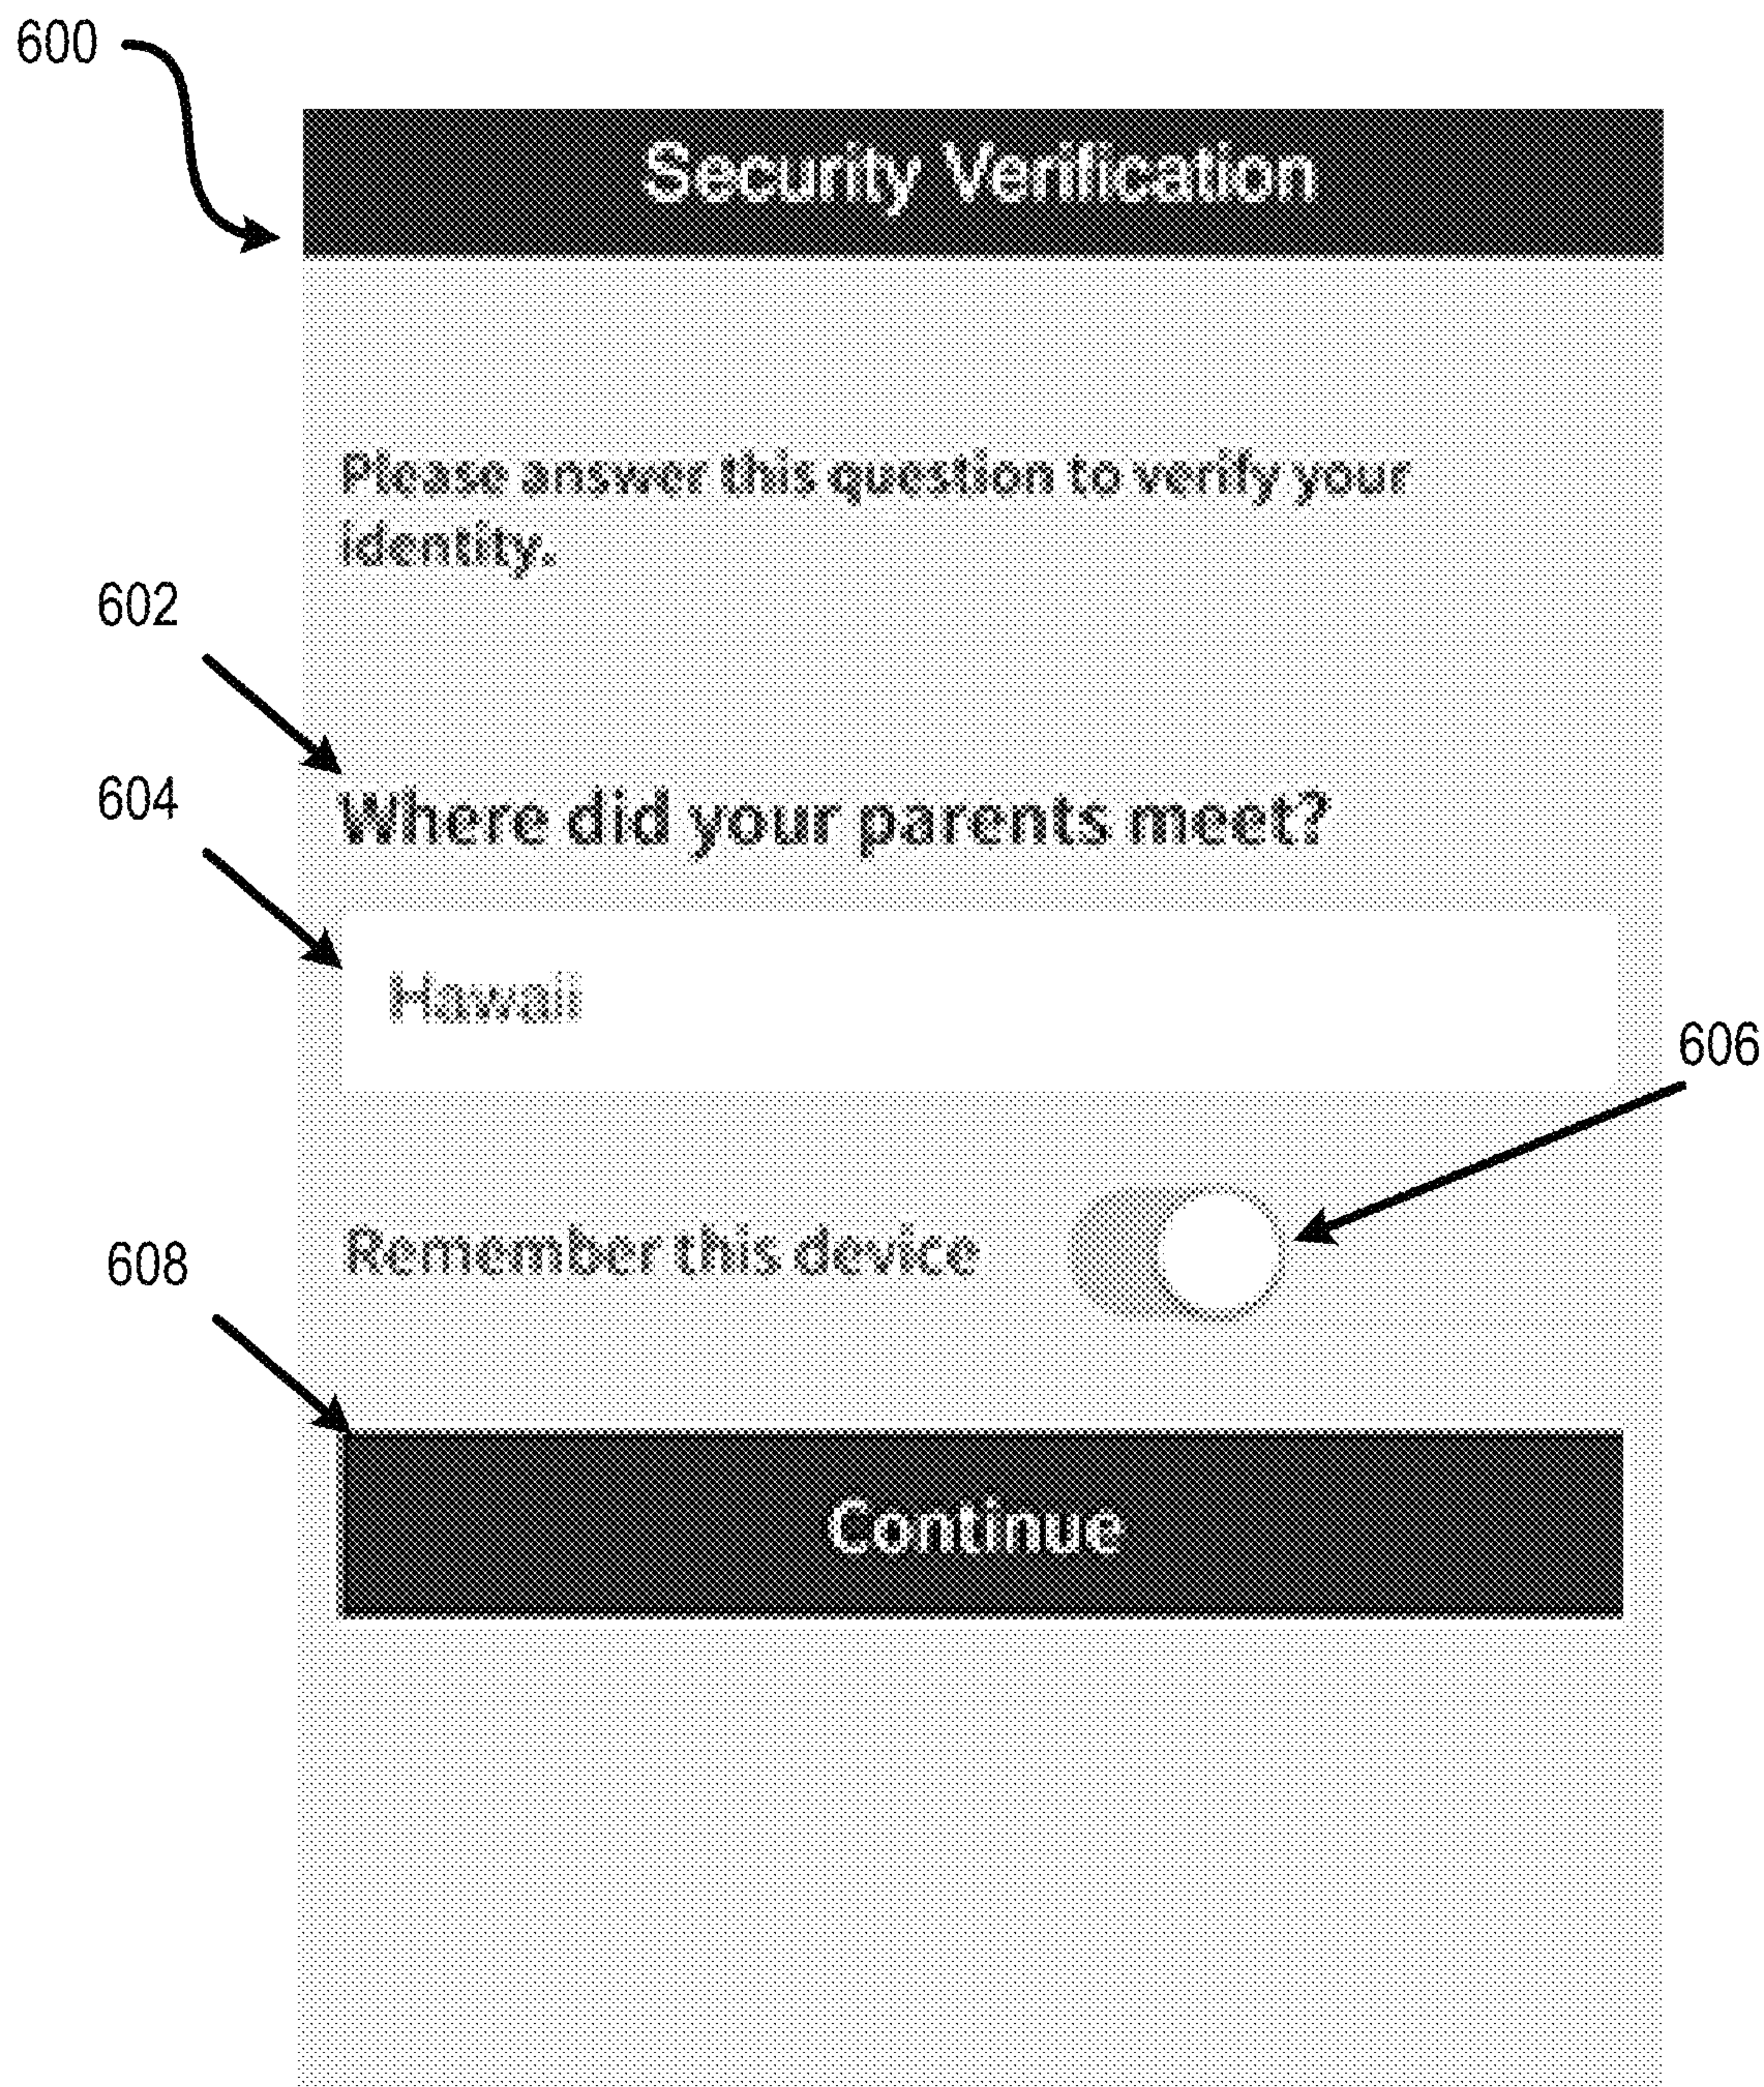 600
Security Verification
Please answer this question to verify your
identity.
602
Where did your parents meet?
604
Hawaii
606
Remember this device
608
Continue